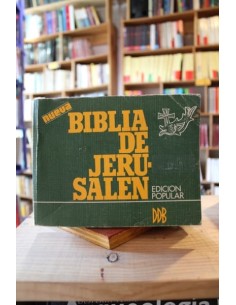 nueva
BIBLIA
DE
JERU-
SALEN
EDICION
POPULAR
DDB